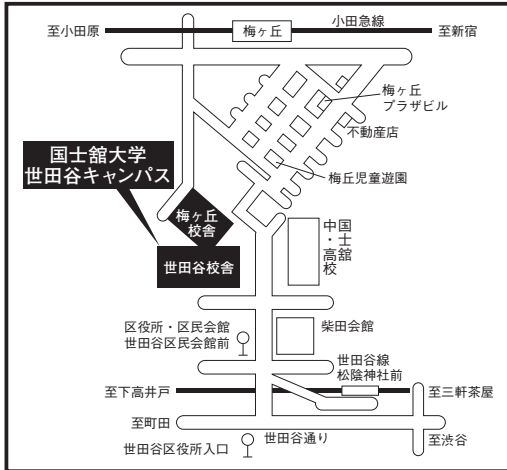 小田急線
至小田原
梅ヶ丘
至新宿
梅ヶ丘
プラザビル
不動産店
国士舘大学
世田谷キャンパス
梅丘児童遊園
梅ヶ丘
校舎
世田谷校舎
国士舘
中・高校
柴田会館
区役所・区民会館
世田谷区民会館前
世田谷線
松陰神社前
至下高井戸
至三軒茶屋
至町田
世田谷通り
至渋谷
世田谷区役所入口